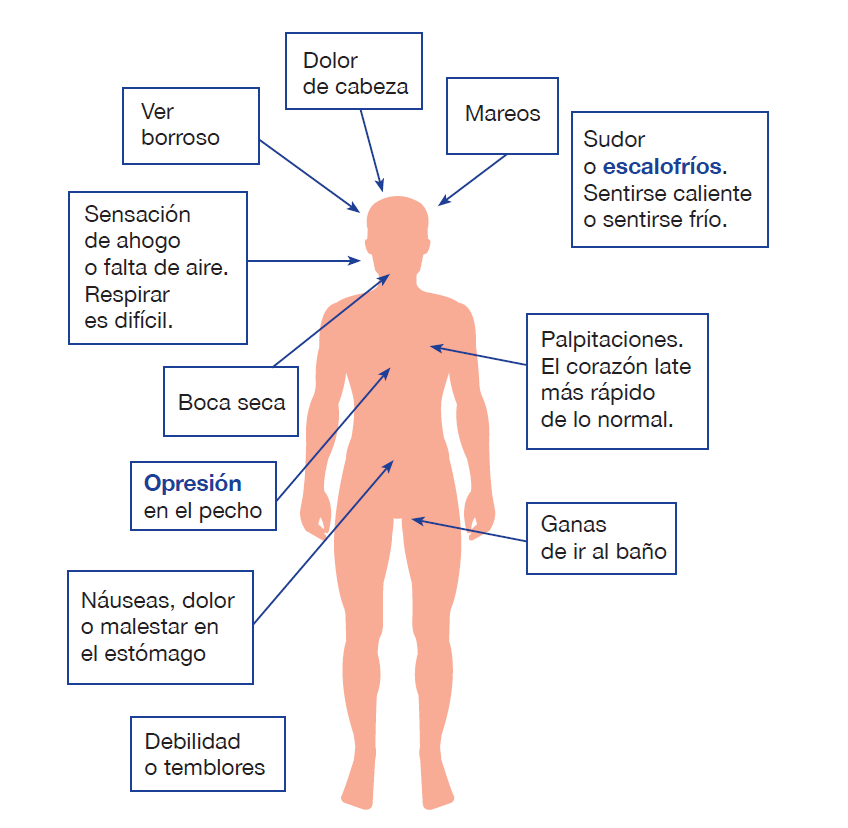 Dolor
de cabeza
Ver
borroso
Mareos
Sudor
o escalofríos.
Sentirse caliente
o sentirse frío.
Sensación
de ahogo
o falta de aire.
Respirar
es difícil.
Palpitaciones.
El corazón late
más rápido
de lo normal.
Boca seca
Opresión
en el pecho
Ganas
de ir al baño
Náuseas, dolor
o malestar en
el estómago
Debilidad
o temblores